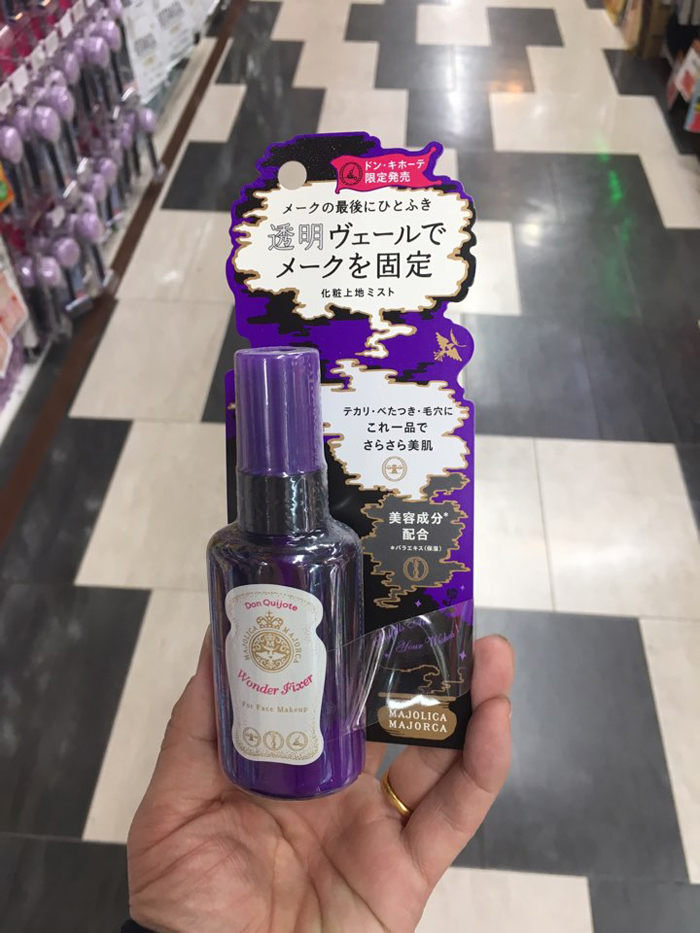 ドン・キホーテ
限定発売
メークの最後にひとふき
透明ヴェールで
メークを固定
化粧上地ミスト
テカリ・べたつき・毛穴に
これ一品で
さらさら美肌
美容成分*
配合
*バラエキス(保湿)
Your
MAJOLICA
MAJORCA
Don Quijote
MAJOLICA MAJORCA
Wonder Fixer
For Face Makeup